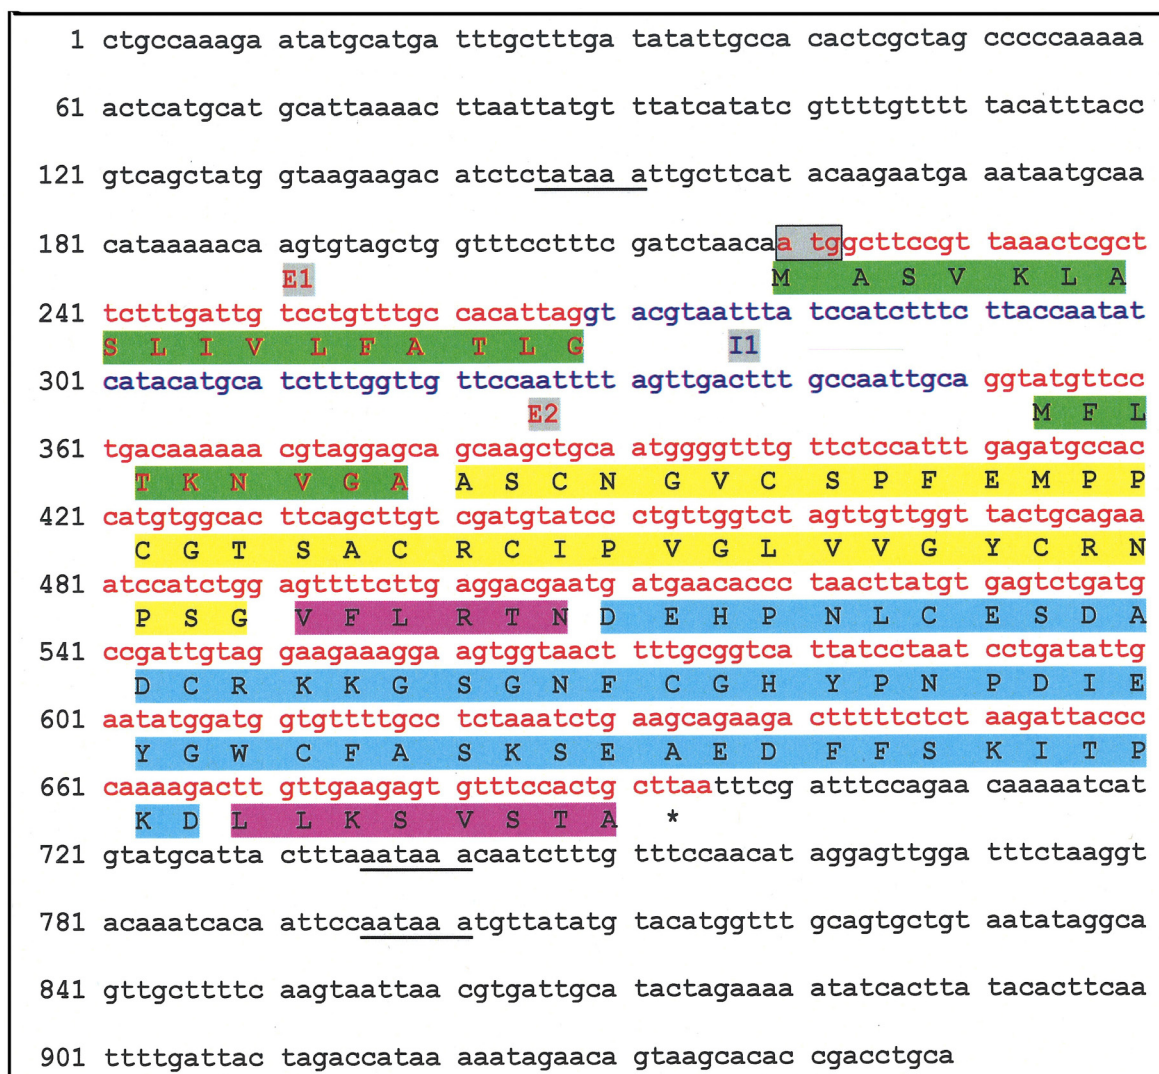 1 ctgccaaaga atatgcatga tttgctttga tatattgcca cactcgctag cccccaaaaa
61 actcatgcat gcattaaaac ttaattatgt ttatcatatc gttttgtttt tacatttacc
121 gtcagctatg gtaagaagac atctctataa attgcttcat acaagaatga aataatgcaa
181 cataaaaaca agtgtagctg gtttcctttc gatctaacaa tggcttccgt taaactcgct
E1 M A S V K L A
241 tctttgattg tcctgtttgc cacattaggt acgtaattta tccatctttc ttaccaatat
S L I V L F A T L G I1
301 catacatgca tctttggttg ttccaatttt agttgacttt gccaattgca ggtatgttcc
E2 M F L
361 tgacaaaaaa cgtaggagca gcaagctgca atggggtttg ttctccattt gagatgccac
T K N V G A A S C N G V C S P F E M P P
421 catgtggcac ttcagcttgt cgatgtatcc ctgttggtct agttgttggt tactgcagaa
C G T S A C R C I P V G L V V G Y C R N
481 atccatctgg agttttcttg aggacgaatg atgaacaccc taacttatgt gagtctgatg
P S G V F L R T N D E H P N L C E S D A
541 ccgattgtag gaagaaagga agtggtaact tttgcggtca ttatcctaat cctgatattg
D C R K K G S G N F C G H Y P N P D I E
601 aatatggatg gtgttttgcc tctaaatctg aagcagaaga ctttttctct aagattaccc
Y G W C F A S K S E A E D F F S K I T P
661 caaaagactt gttgaagagt gtttccactg cttaatttcg atttccagaa caaaaatcat
K D L L K S V S T A *
721 gtatgcatta ctttaaataa acaatctttg tttccaacat aggagttgga tttctaaggt
781 acaaatcaca attccaataa atgttatatg tacatggttt gcagtgctgt aatataggca
841 gttgcttttc aagtaattaa cgtgattgca tactagaaaa atatcactta tacacttcaa
901 ttttgattac tagaccataa aaatagaaca gtaagcacac cgacctgca